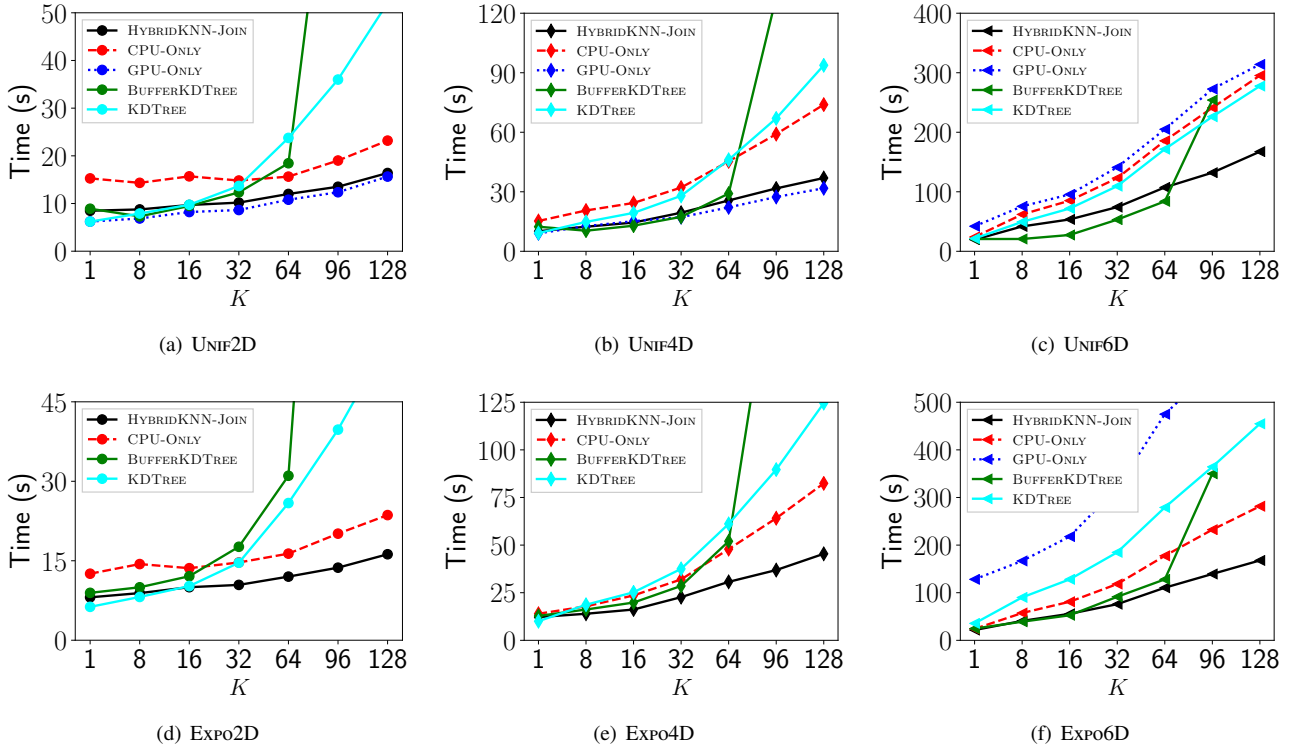 50
40
30
20
10
0
Time (s)
HybridKNN-Join
CPU-Only
GPU-Only
BufferKDTree
KDTree
1 8 16 32 64 96 128
K
(a) Unif2D
120
90
60
30
0
Time (s)
HybridKNN-Join
CPU-Only
GPU-Only
BufferKDTree
KDTree
1 8 16 32 64 96 128
K
(b) Unif4D
400
300
200
100
0
Time (s)
HybridKNN-Join
CPU-Only
GPU-Only
BufferKDTree
KDTree
1 8 16 32 64 96 128
K
(c) Unif6D
45
30
15
0
Time (s)
HybridKNN-Join
CPU-Only
BufferKDTree
KDTree
1 8 16 32 64 96 128
K
(d) Expo2D
125
100
75
50
25
0
Time (s)
HybridKNN-Join
CPU-Only
BufferKDTree
KDTree
1 8 16 32 64 96 128
K
(e) Expo4D
500
400
300
200
100
0
Time (s)
HybridKNN-Join
CPU-Only
GPU-Only
BufferKDTree
KDTree
1 8 16 32 64 96 128
K
(f) Expo6D